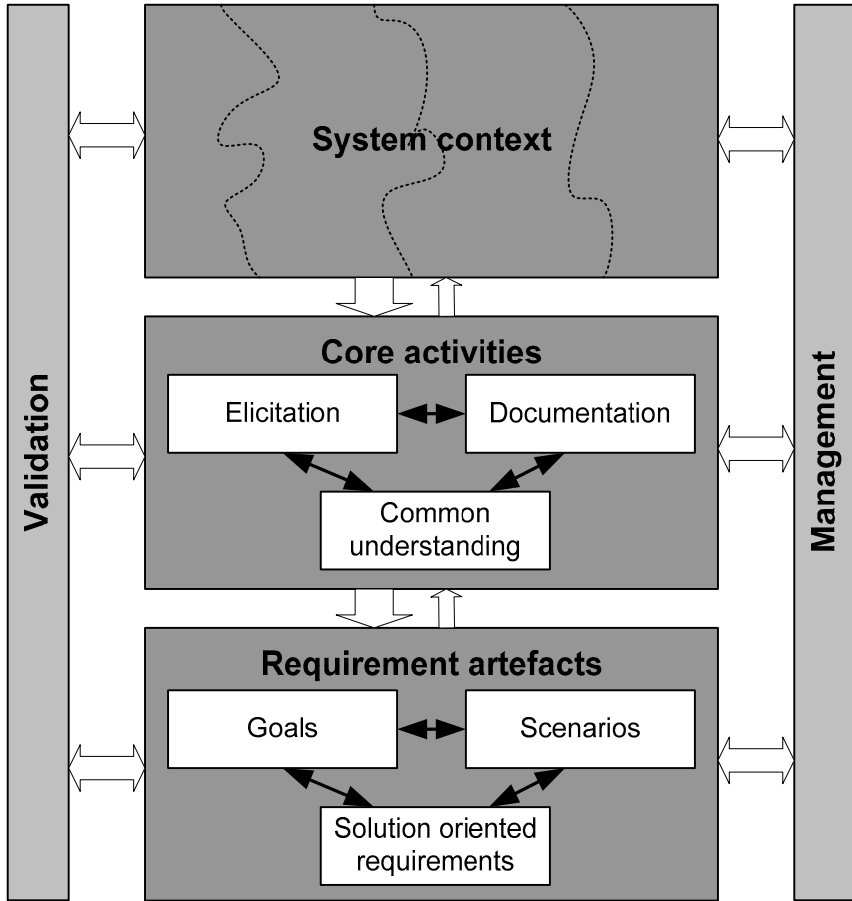 System context
Core activities
Elicitation
Documentation
Common
understanding
Requirement artefacts
Goals
Scenarios
Solution oriented
requirements
Validation
Management